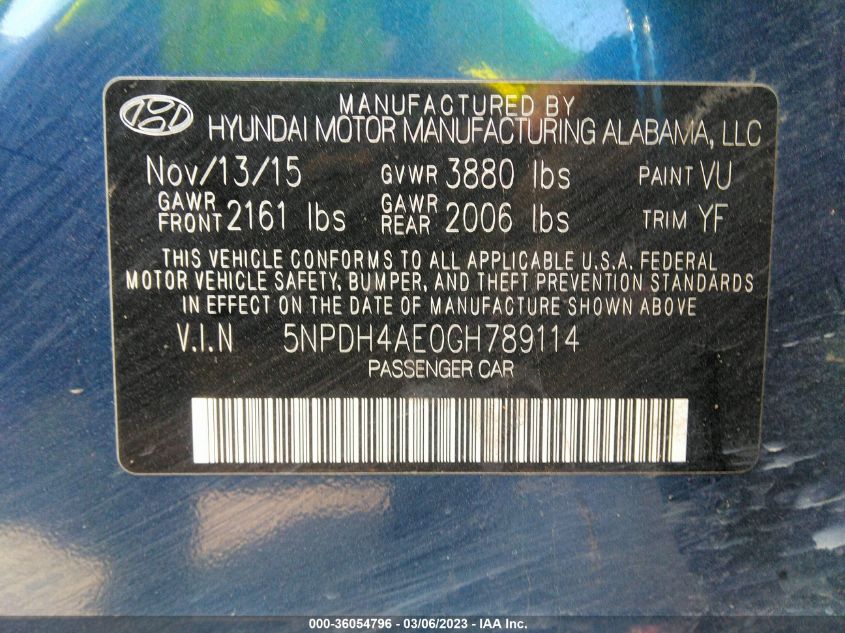 MANUFACTURED BY
HYUNDAI MOTOR MANUFACTURING ALABAMA, LLC
Nov/13/15 GVWR 3880 lbs PAINT VU
GAWR FRONT 2161 lbs GAWR REAR 2006 lbs TRIM YF
THIS VEHICLE CONFORMS TO ALL APPLICABLE U.S.A. FEDERAL
MOTOR VEHICLE SAFETY, BUMPER, AND THEFT PREVENTION STANDARDS
IN EFFECT ON THE DATE OF MANUFACTURE SHOWN ABOVE
V.I.N 5NPDH4AE0GH789114
PASSENGER CAR
000-36054796 - 03/06/2023 - IAA Inc.